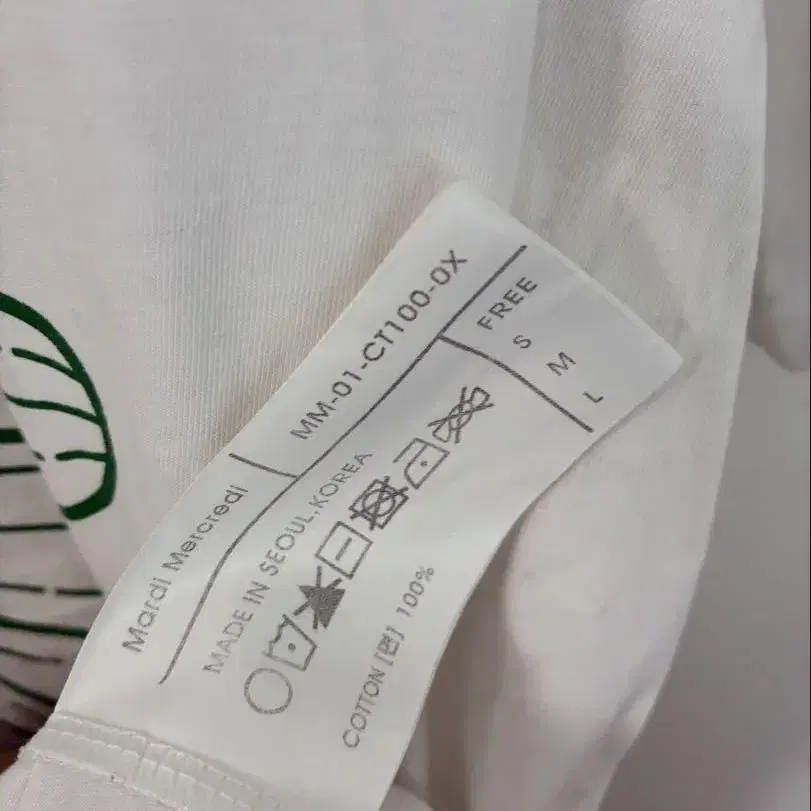 Mardi Mercredi
MM-01-CT100-0X
MADE IN SEOUL.KOREA
COTTON [면] 100%
FREE
S
M
L